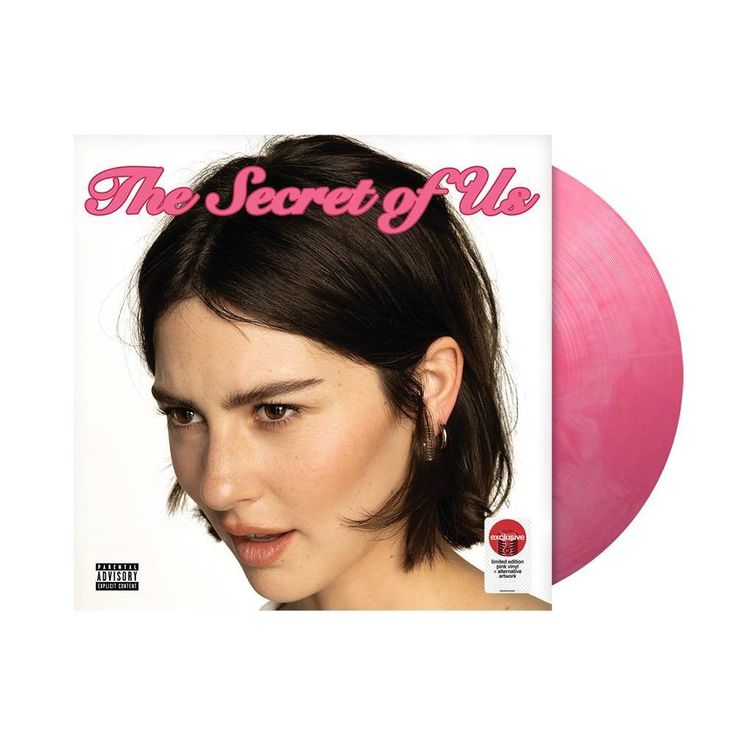 The Secret of Us
PARENTAL
ADVISORY
EXPLICIT CONTENT
exclusive
limited edition
pink vinyl
+ alternative
artwork